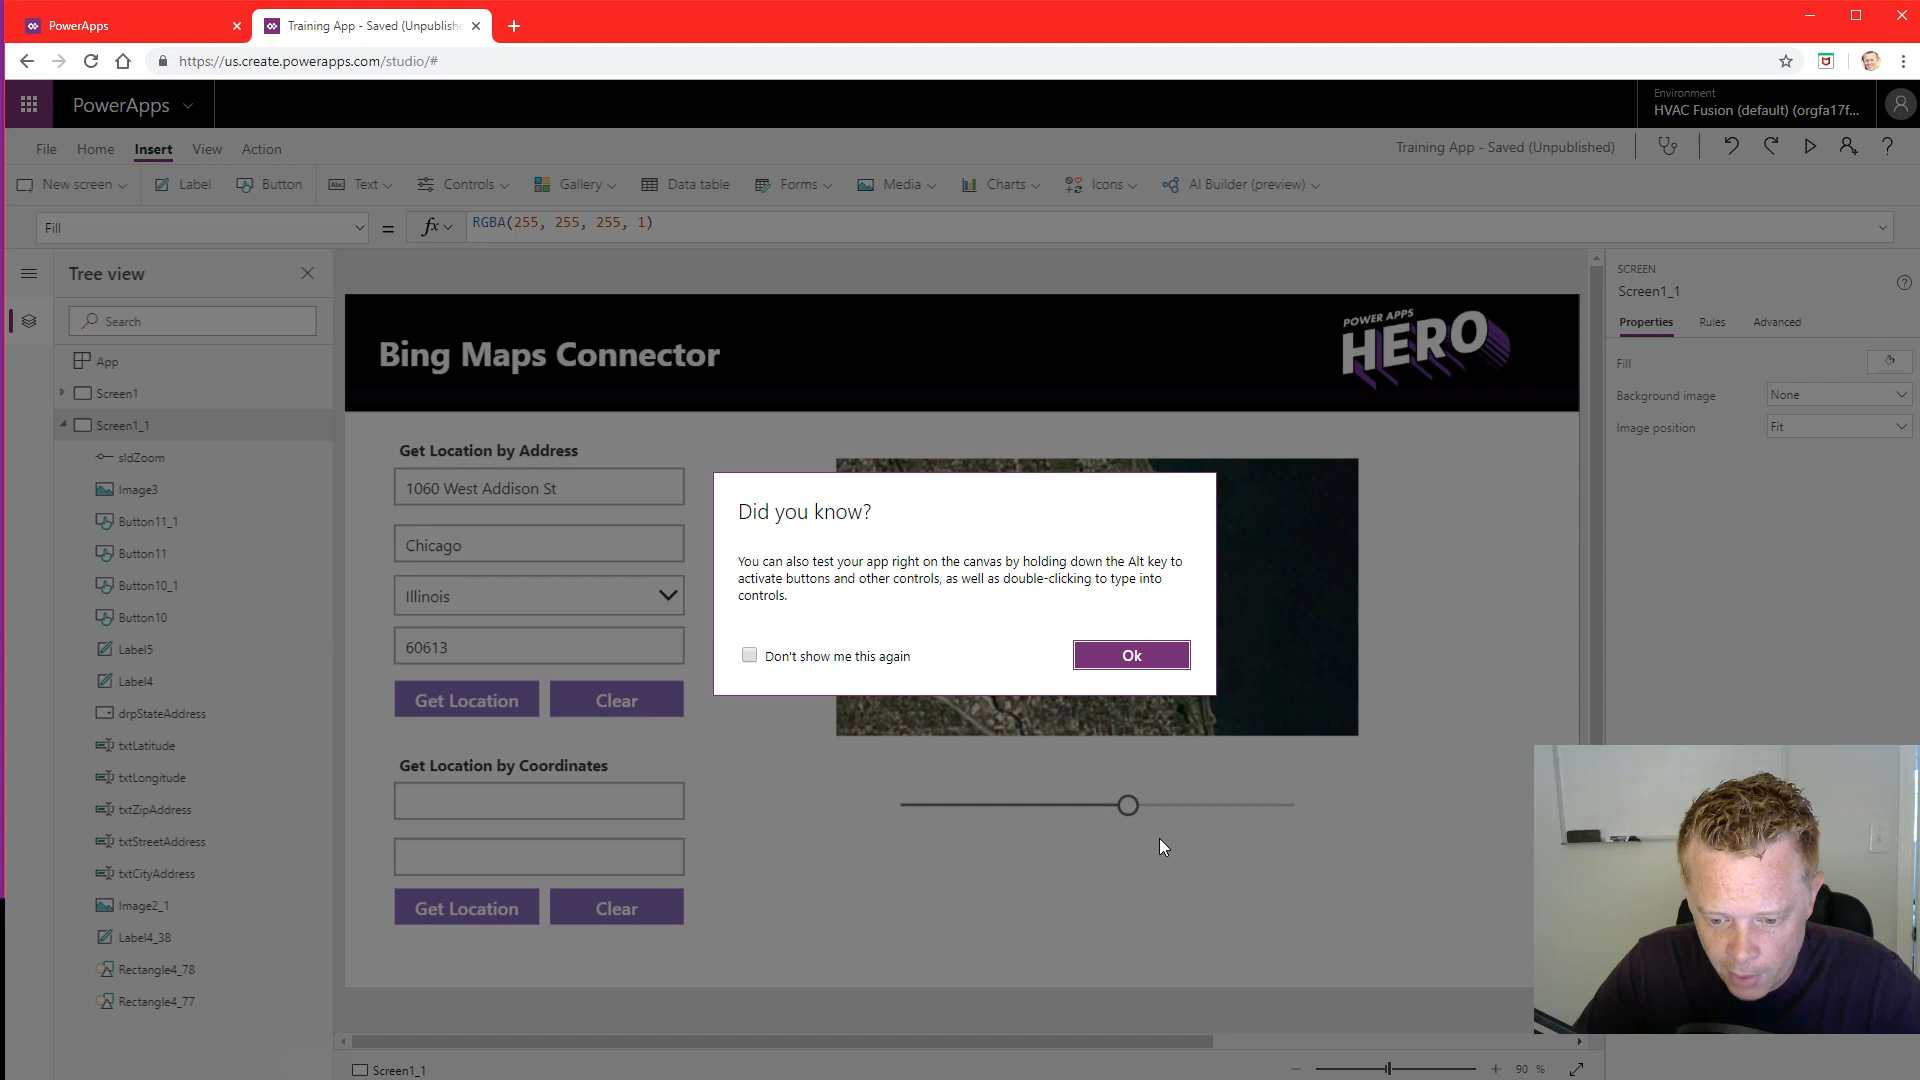 PowerApps
Training App - Saved (Unpublishe
https://us.create.powerapps.com/studio/#
PowerApps
Environment
HVAC Fusion (default) (orgfa17f...
File
Home
Insert
View
Action
Training App - Saved (Unpublished)
New screen
Label
Button
Text
Controls
Gallery
Data table
Forms
Media
Charts
Icons
AI Builder (preview)
Fill
=
fx
RGBA(255, 255, 255, 1)
Tree view
Search
App
Screen1
Screen1_1
sldZoom
Image3
Button11_1
Button11
Button10_1
Button10
Label5
Label4
drpStateAddress
txtLatitude
txtLongitude
txtZipAddress
txtStreetAddress
txtCityAddress
Image2_1
Label4_38
Rectangle4_78
Rectangle4_77
Bing Maps Connector
POWER APPS
HERO
Get Location by Address
1060 West Addison St
Chicago
Illinois
60613
Get Location
Clear
Get Location by Coordinates
Get Location
Clear
Did you know?
You can also test your app right on the canvas by holding down the Alt key to
activate buttons and other controls, as well as double-clicking to type into
controls.
Don't show me this again
Ok
SCREEN
Screen1_1
Properties
Rules
Advanced
Fill
Background image
None
Image position
Fit
Screen1_1
90 %